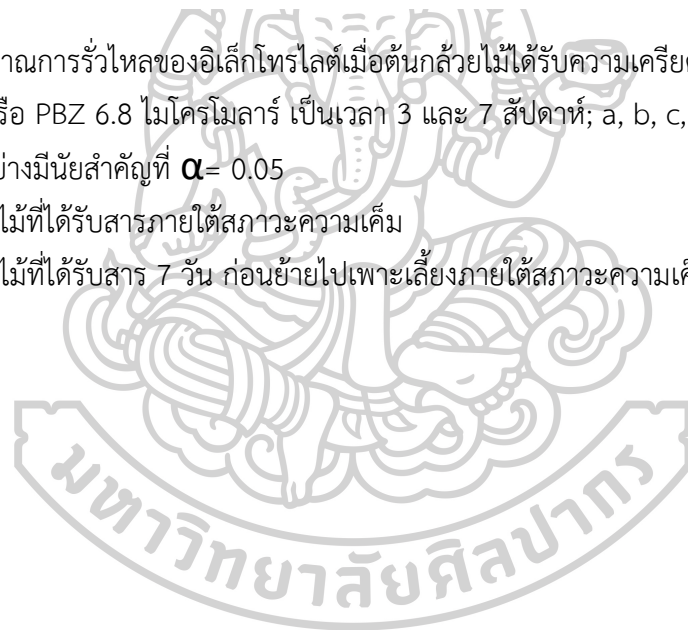 าณการรั่วไหลของอิเล็กโทรไลต์เมื่อต้นกล้วยไม้ได้รับความเครียด
รือ PBZ 6.8 ไมโครโมลาร์ เป็นเวลา 3 และ 7 สัปดาห์; a, b, c,
ย่างมีนัยสำคัญที่ α= 0.05
ไม้ที่ได้รับสารภายใต้สภาวะความเค็ม
ไม้ที่ได้รับสาร 7 วัน ก่อนย้ายไปเพาะเลี้ยงภายใต้สภาวะความเค็
มหาวิทยาลัยศิลปากร